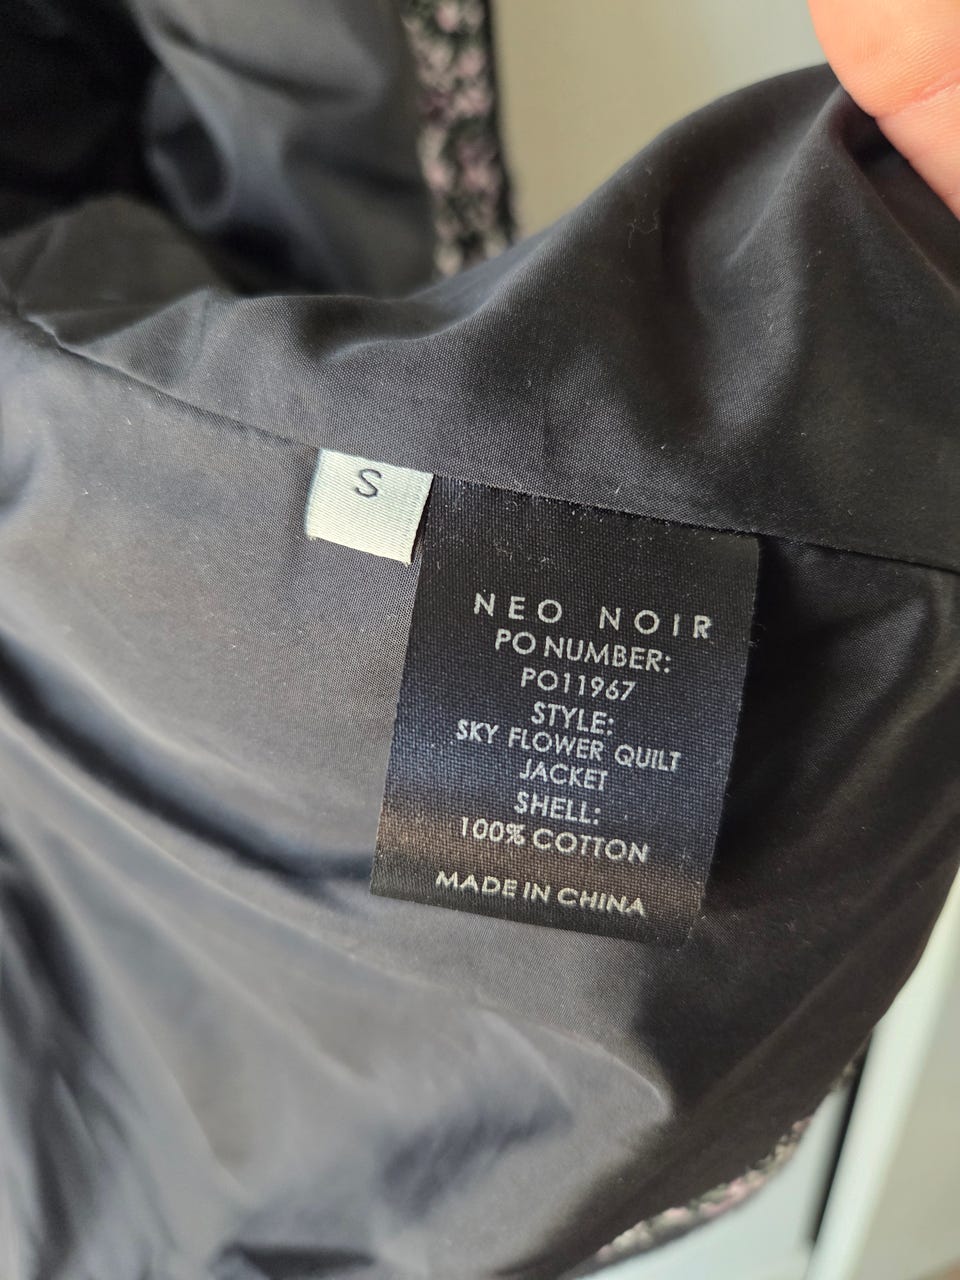 S
NEO NOIR
PO NUMBER:
PO11967
STYLE:
SKY FLOWER QUILT
JACKET
SHELL:
100% COTTON
MADE IN CHINA